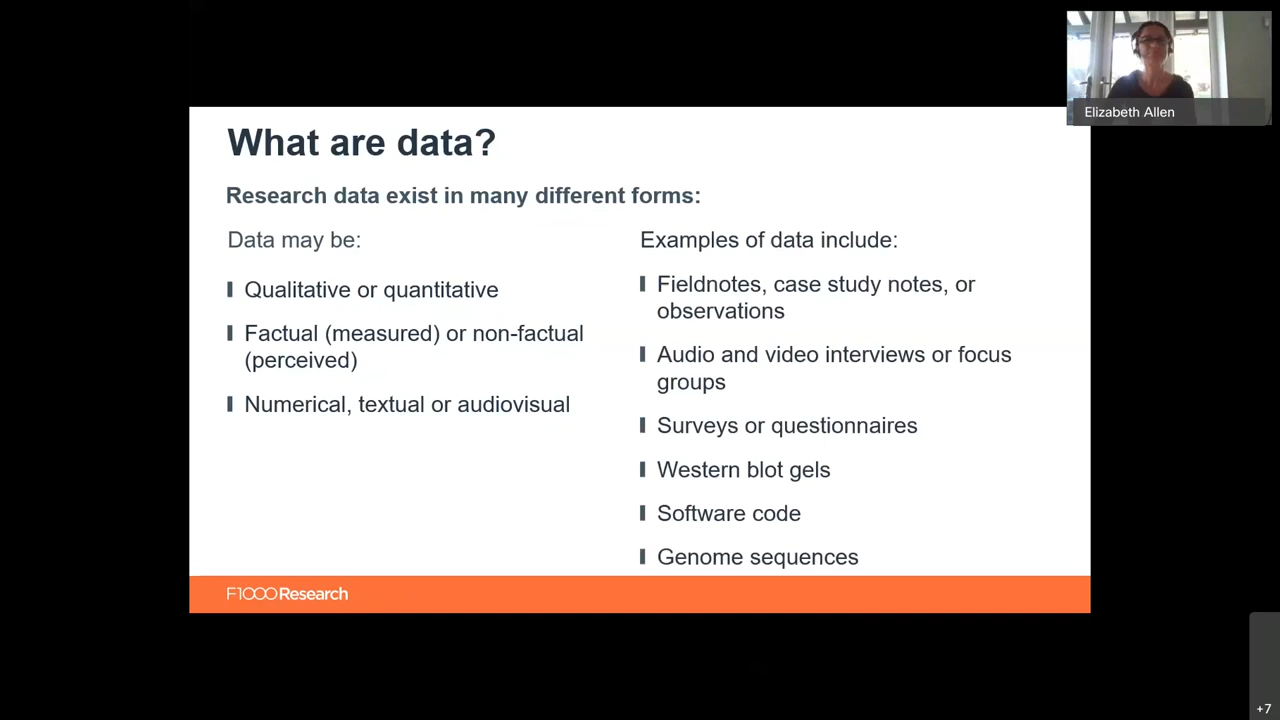 Elizabeth Allen
What are data?
Research data exist in many different forms:
Data may be:
Qualitative or quantitative
Factual (measured) or non-factual
(perceived)
Numerical, textual or audiovisual
Examples of data include:
Fieldnotes, case study notes, or
observations
Audio and video interviews or focus
groups
Surveys or questionnaires
Western blot gels
Software code
Genome sequences
F1000Research
+7